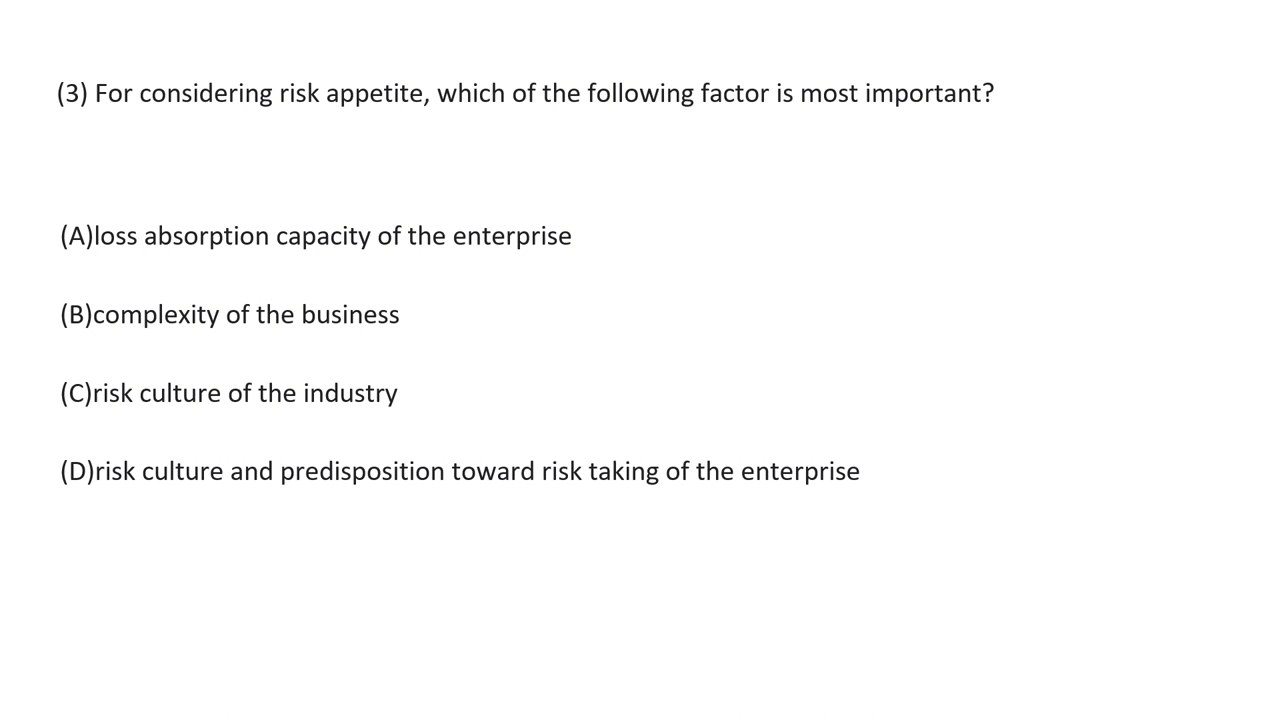 (3) For considering risk appetite, which of the following factor is most important?
(A)loss absorption capacity of the enterprise
(B)complexity of the business
(C)risk culture of the industry
(D)risk culture and predisposition toward risk taking of the enterprise